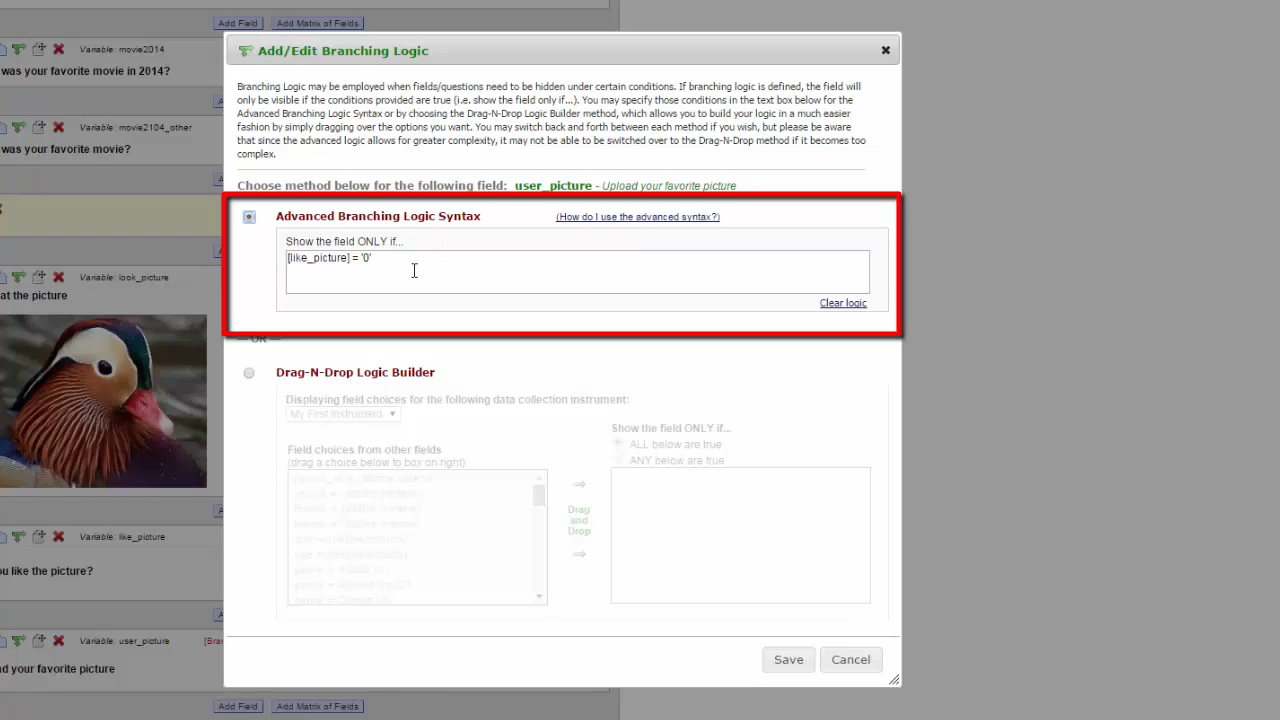 Add Field
Add Matrix of Fields
Variable: movie2014
was your favorite movie in 2014?
Variable: movie2104_other
was your favorite movie?
Variable: look_picture
at the picture
Variable: like_picture
ou like the picture?
Variable: user_picture
[Bra
d your favorite picture
Add Field
Add Matrix of Fields
Add/Edit Branching Logic
Branching Logic may be employed when fields/questions need to be hidden under certain conditions. If branching logic is defined, the field will
only be visible if the conditions provided are true (i.e. show the field only if...). You may specify those conditions in the text box below for the
Advanced Branching Logic Syntax or by choosing the Drag-N-Drop Logic Builder method, which allows you to build your logic in a much easier
fashion by simply dragging over the options you want. You may switch back and forth between each method if you wish, but please be aware
that since the advanced logic allows for greater complexity, it may not be able to be switched over to the Drag-N-Drop method if it becomes too
complex.
Choose method below for the following field: user_picture - Upload your favorite picture
Advanced Branching Logic Syntax
(How do I use the advanced syntax?)
Show the field ONLY if...
[like_picture] = '0'
Clear logic
— OR —
Drag-N-Drop Logic Builder
Displaying field choices for the following data collection instrument:
My First Instrument
Field choices from other fields
(drag a choice below to box on right)
Drag
and
Drop
Show the field ONLY if...
ALL below are true
ANY below are true
Save
Cancel